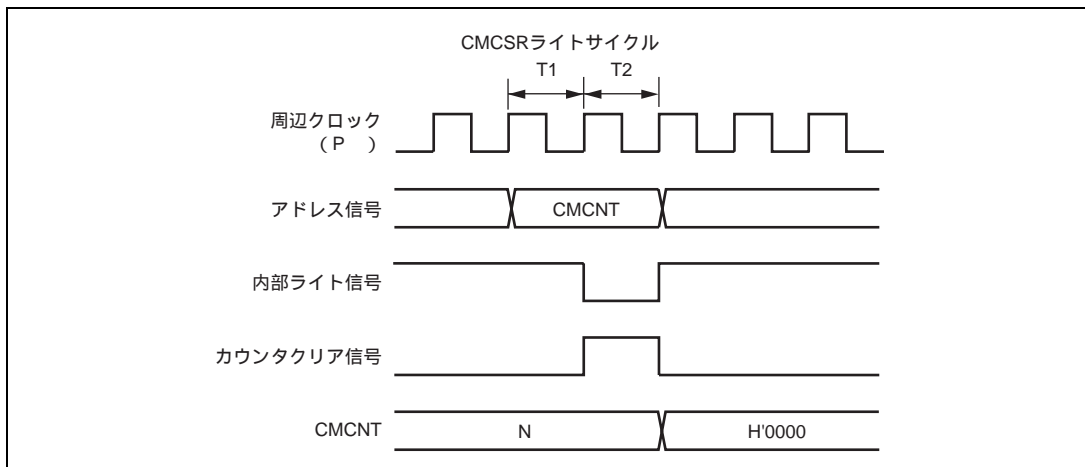 CMCSRライトサイクル
T1 T2
周辺クロック
（P　）
アドレス信号 CMCNT
内部ライト信号
カウンタクリア信号
CMCNT N H'0000